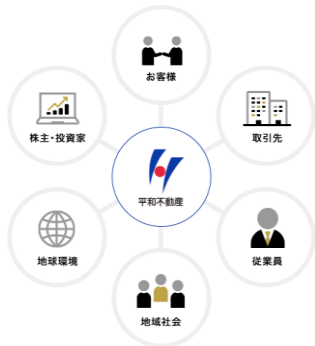 お客様
株主・投資家
取引先
平和不動産
地球環境
従業員
地域社会